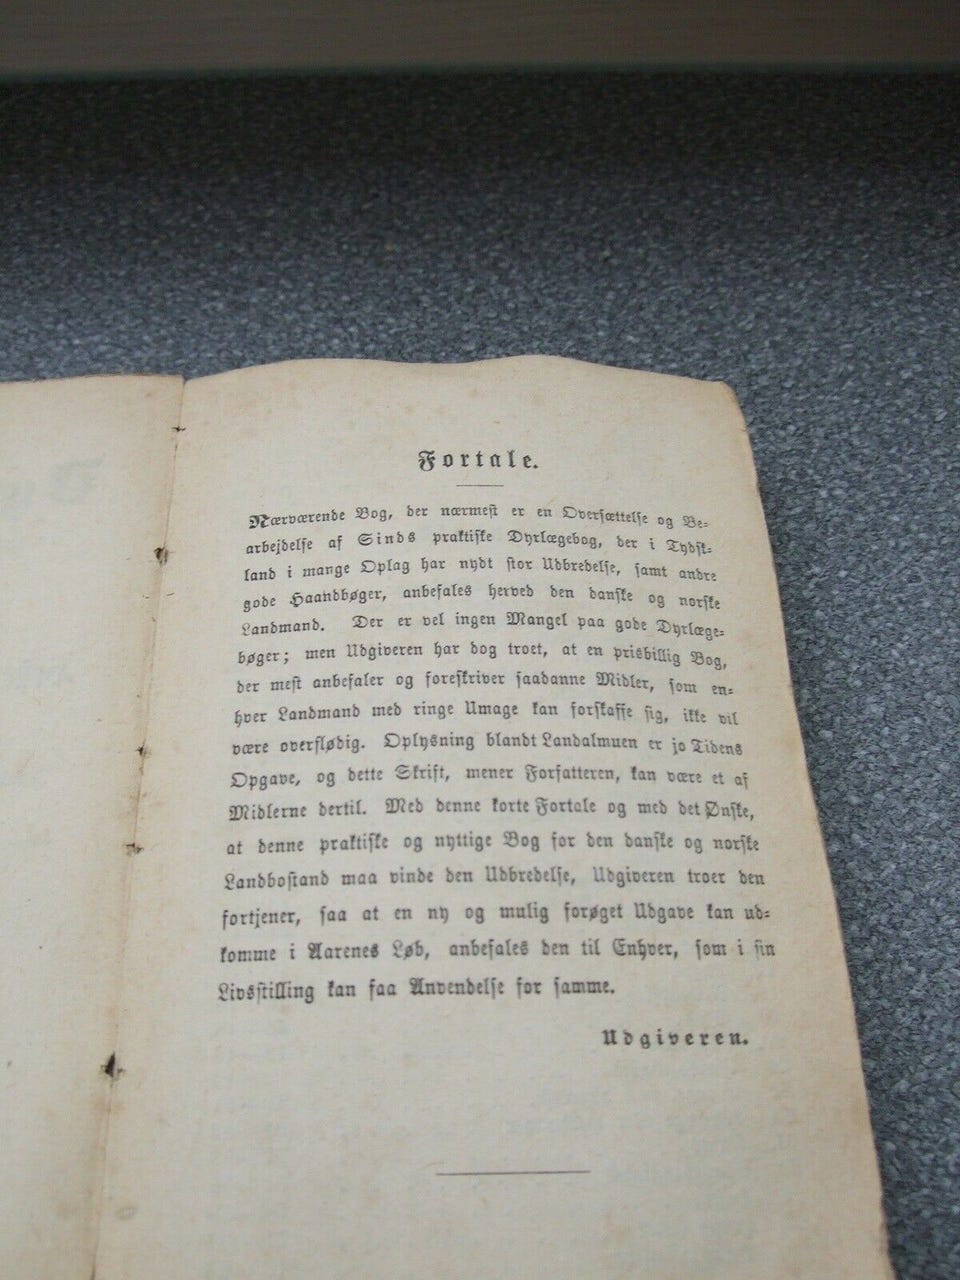 Fortale.
Nærværende Bog, der nærmest er en Oversættelse og Be-
arbejdelse af Sinds praktiske Dyrlægebog, der i Tydsk-
land i mange Oplag har nydt stor Udbredelse, samt andre
gode Haandbøger, anbefales herved den danske og norske
Landmand. Der er vel ingen Mangel paa gode Dyrlæge-
bøger; men Udgiveren har dog troet, at en prisbillig Bog,
der mest anbefaler og foreskriver saadanne Midler, som en-
hver Landmand med ringe Umage kan forskaffe sig, ikke vil
være overflødig. Oplysning blandt Landalmuen er jo Tidens
Opgave, og dette Skrift, mener Forfatteren, kan være et af
Midlerne dertil. Med denne korte Fortale og med det Ønske,
at denne praktiske og nyttige Bog for den danske og norske
Landbostand maa vinde den Udbredelse, Udgiveren troer den
fortjener, saa at en ny og mulig forøget Udgave kan ud-
komme i Aarenes Løb, anbefales den til Enhver, som i sin
Livsstilling kan faa Anvendelse for samme.
Udgiveren.